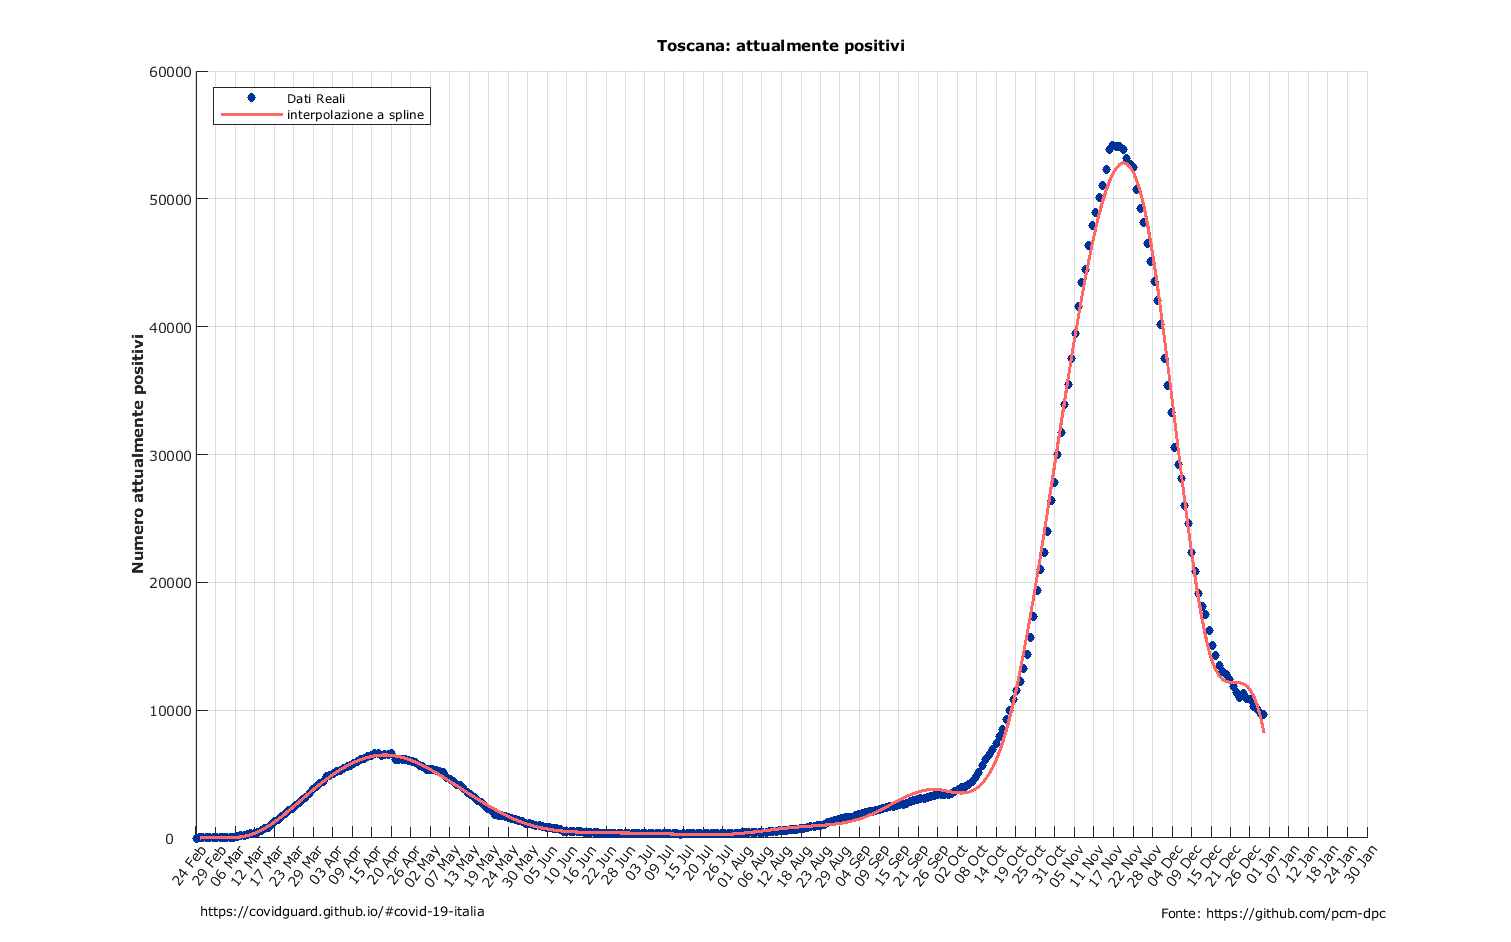 Toscana: attualmente positivi
Dati Reali
interpolazione a spline
Numero attualmente positivi
60000
50000
40000
30000
20000
10000
0
24 Feb
29 Feb
06 Mar
12 Mar
17 Mar
23 Mar
29 Mar
03 Apr
09 Apr
15 Apr
20 Apr
26 Apr
02 May
07 May
13 May
19 May
24 May
30 May
05 Jun
10 Jun
16 Jun
22 Jun
28 Jun
03 Jul
09 Jul
15 Jul
20 Jul
26 Jul
01 Aug
06 Aug
12 Aug
18 Aug
23 Aug
29 Aug
04 Sep
09 Sep
15 Sep
21 Sep
26 Sep
02 Oct
08 Oct
14 Oct
19 Oct
25 Oct
31 Oct
05 Nov
11 Nov
17 Nov
22 Nov
28 Nov
04 Dec
09 Dec
15 Dec
21 Dec
26 Dec
01 Jan
07 Jan
12 Jan
18 Jan
24 Jan
30 Jan
https://covidguard.github.io/#covid-19-italia
Fonte: https://github.com/pcm-dpc